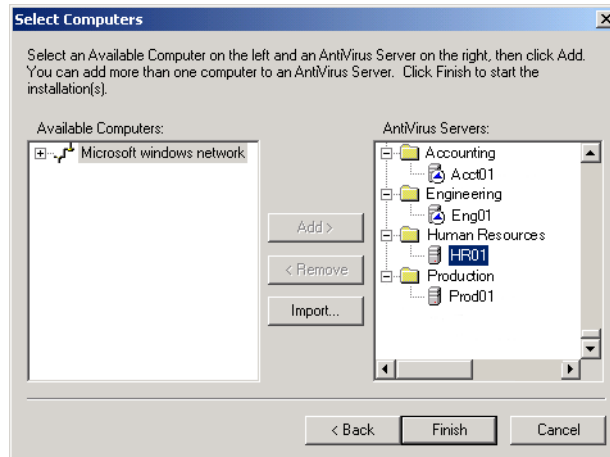 Select Computers
Select an Available Computer on the left and an AntiVirus Server on the right, then click Add.
You can add more than one computer to an AntiVirus Server. Click Finish to start the
installation(s).
Available Computers:
Microsoft windows network
Add >
< Remove
Import...
AntiVirus Servers:
Accounting
Acct01
Engineering
Eng01
Human Resources
HR01
Production
Prod01
< Back
Finish
Cancel